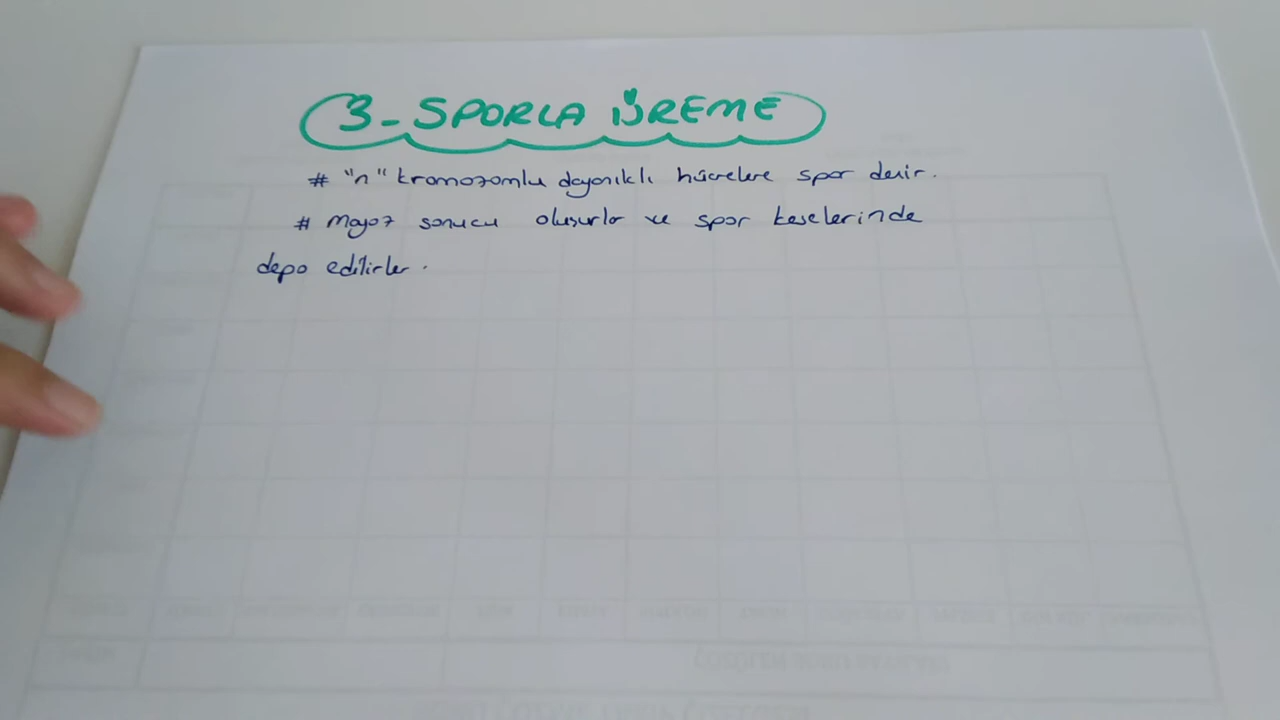 3- SPORLA ÜREME
# "n" kromozomlu dayanıklı hücrelere spor denir.
# Mayoz sonucu oluşurlar ve spor keselerinde
depo edilirler.